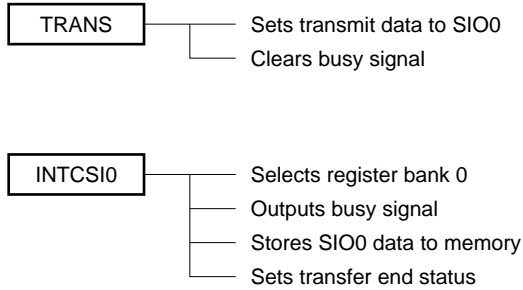 TRANS
Sets transmit data to SIO0
Clears busy signal
INTCSI0
Selects register bank 0
Outputs busy signal
Stores SIO0 data to memory
Sets transfer end status